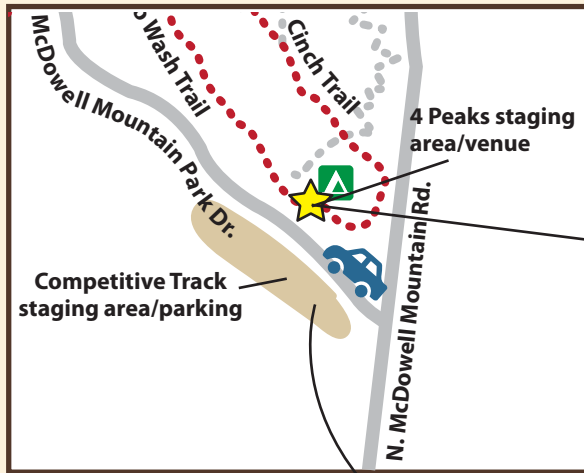 Wash Trail
Cinch Trail
McDowell Mountain Park Dr.
4 Peaks staging
area/venue
Competitive Track
staging area/parking
N. McDowell Mountain Rd.